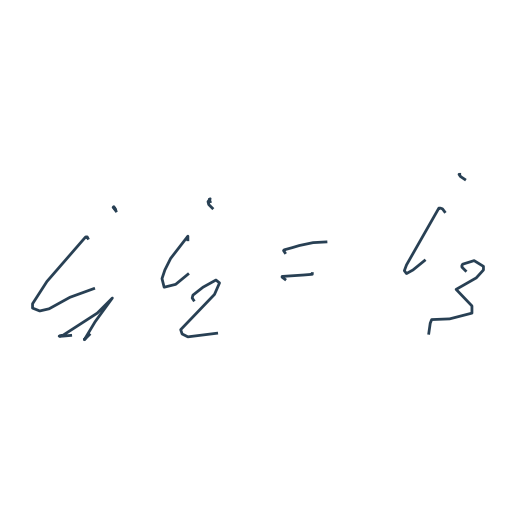 i₁ i₂ = i₃